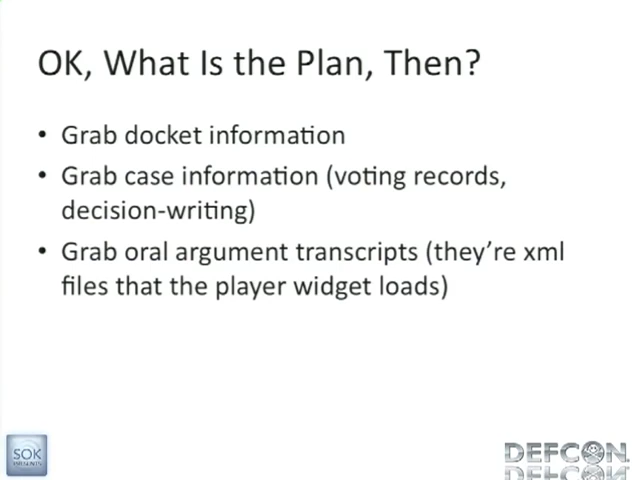 OK, What Is the Plan, Then?
• Grab docket information
• Grab case information (voting records,
decision-writing)
• Grab oral argument transcripts (they're xml
files that the player widget loads)
SOK
PRESENTS
DEFCON